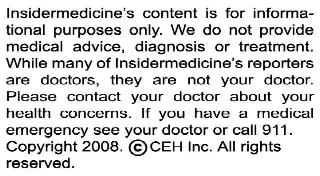 Insidermedicine's content is for informa-
tional purposes only. We do not provide
medical advice, diagnosis or treatment.
While many of Insidermedicine's reporters
are doctors, they are not your doctor.
Please contact your doctor about your
health concerns. If you have a medical
emergency see your doctor or call 911.
Copyright 2008. ©CEH Inc. All rights
reserved.